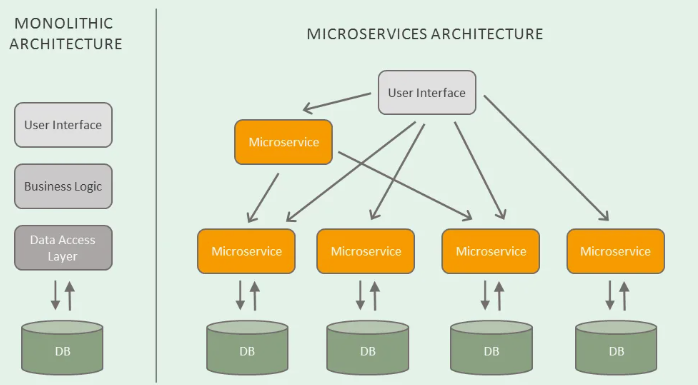 MONOLITHIC
ARCHITECTURE
User Interface
Business Logic
Data Access
Layer
DB
MICROSERVICES ARCHITECTURE
User Interface
Microservice
Microservice
Microservice
Microservice
Microservice
DB
DB
DB
DB